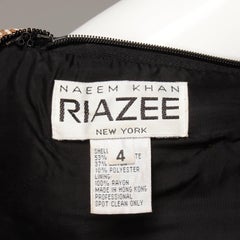 NAEEM KHAN
RIAZEE
NEW YORK
SHELL
53% TE
4
37%
10% POLYESTER
LINING
100% RAYON
MADE IN HONG KONG
PROFESSIONAL
SPOT CLEAN ONLY